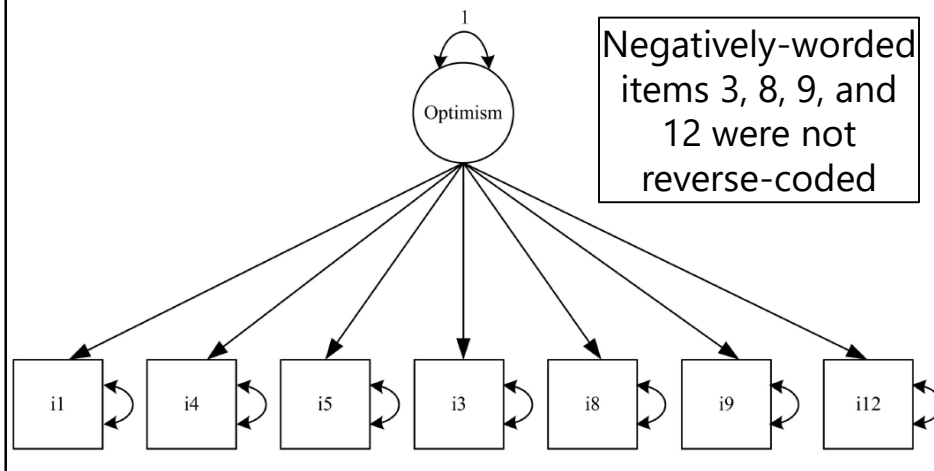 1
Optimism
Negatively-worded
items 3, 8, 9, and
12 were not
reverse-coded
i1 i4 i5 i3 i8 i9 i12